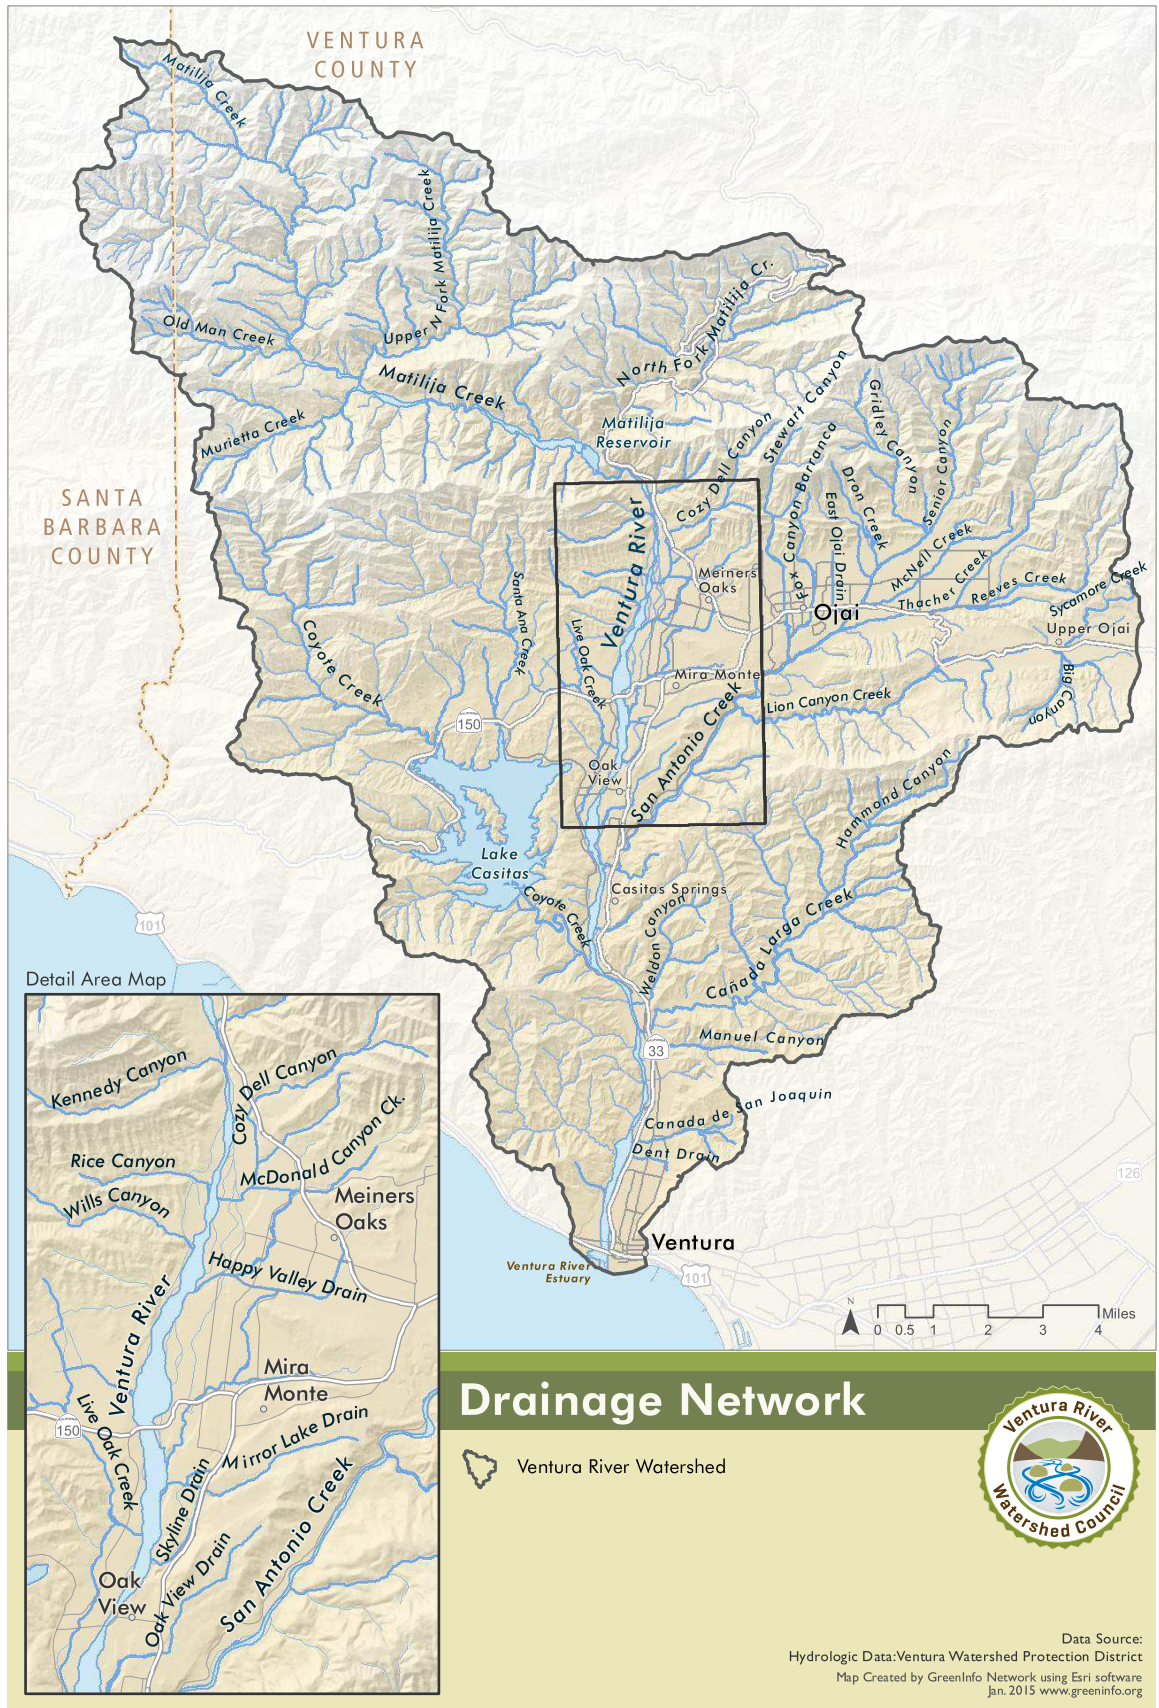 VENTURA
COUNTY
Matilija Creek
Upper N Fork Matilija Creek
Old Man Creek
North Fork Matilija Cr.
Matilija Creek
Murietta Creek
Matilija
Reservoir
Cozy Dell Canyon
Stewart Canyon
Fox Canyon Barranca
East Ojai Drain
Dron Creek
Gridley Canyon
Senior Canyon
McNell Creek
Thacher Creek
Reeves Creek
Sycamore Creek
SANTA
BARBARA
COUNTY
Ventura River
Meiners
Oaks
Ojai
Upper Ojai
Big Canyon
Santa Ana Creek
Live Oak Creek
Coyote Creek
Mira Monte
Lion Canyon Creek
150
San Antonio Creek
Oak
View
Hammond Canyon
Lake
Casitas
Coyote Creek
Casitas Springs
Weldon Canyon
Cañada Larga Creek
101
Manuel Canyon
33
Canada de San Joaquin
Dent Drain
126
Ventura
Ventura River
Estuary
101
N
0 0.5 1 2 3 4 Miles
Detail Area Map
Kennedy Canyon
Cozy Dell Canyon
Rice Canyon
McDonald Canyon Ck.
Wills Canyon
Meiners
Oaks
Happy Valley Drain
Ventura River
Mira
Monte
150
Live Oak Creek
Mirror Lake Drain
Skyline Drain
San Antonio Creek
Oak
View
Oak View Drain
Drainage Network
Ventura River Watershed
Ventura River
Watershed Council
Data Source:
Hydrologic Data:Ventura Watershed Protection District
Map Created by GreenInfo Network using Esri software
Jan. 2015 www.greeninfo.org